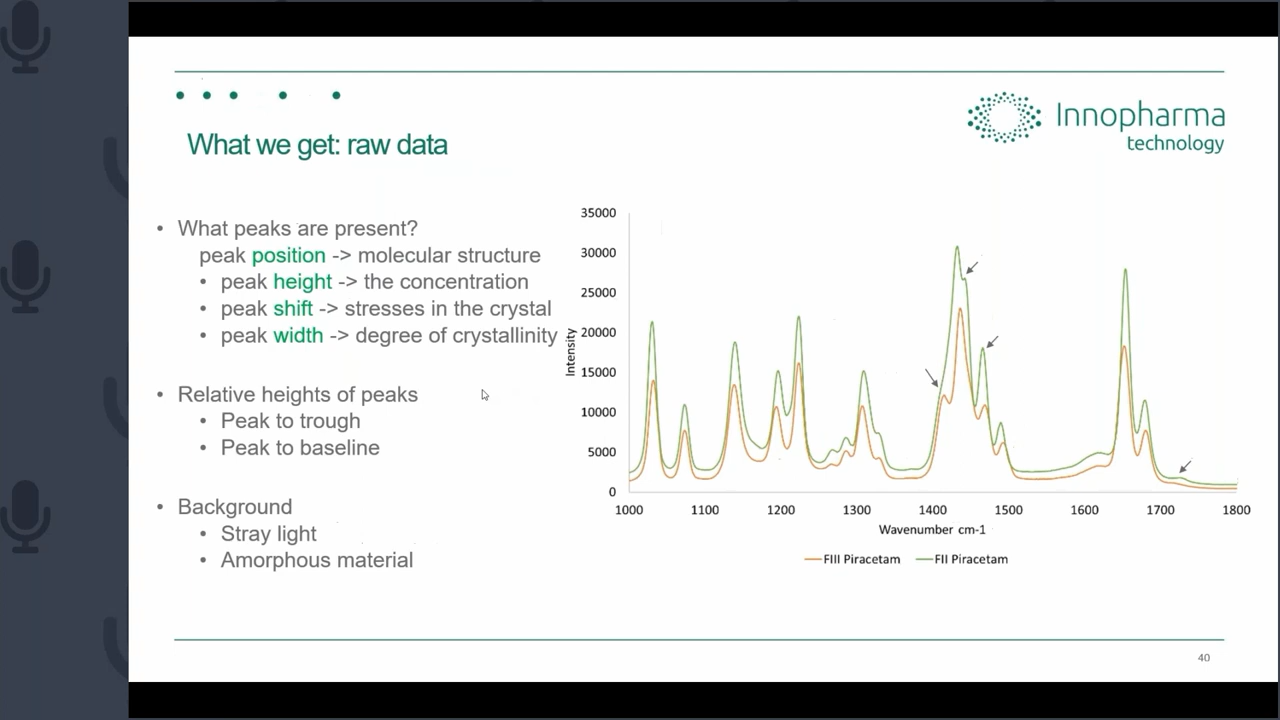 Innopharma
technology
What we get: raw data
• What peaks are present?
peak position -> molecular structure
• peak height -> the concentration
• peak shift -> stresses in the crystal
• peak width -> degree of crystallinity
• Relative heights of peaks
• Peak to trough
• Peak to baseline
• Background
• Stray light
• Amorphous material
35000
30000
25000
20000
15000
10000
5000
0
Intensity
1000 1100 1200 1300 1400 1500 1600 1700 1800
Wavenumber cm-1
FIII Piracetam FII Piracetam
40